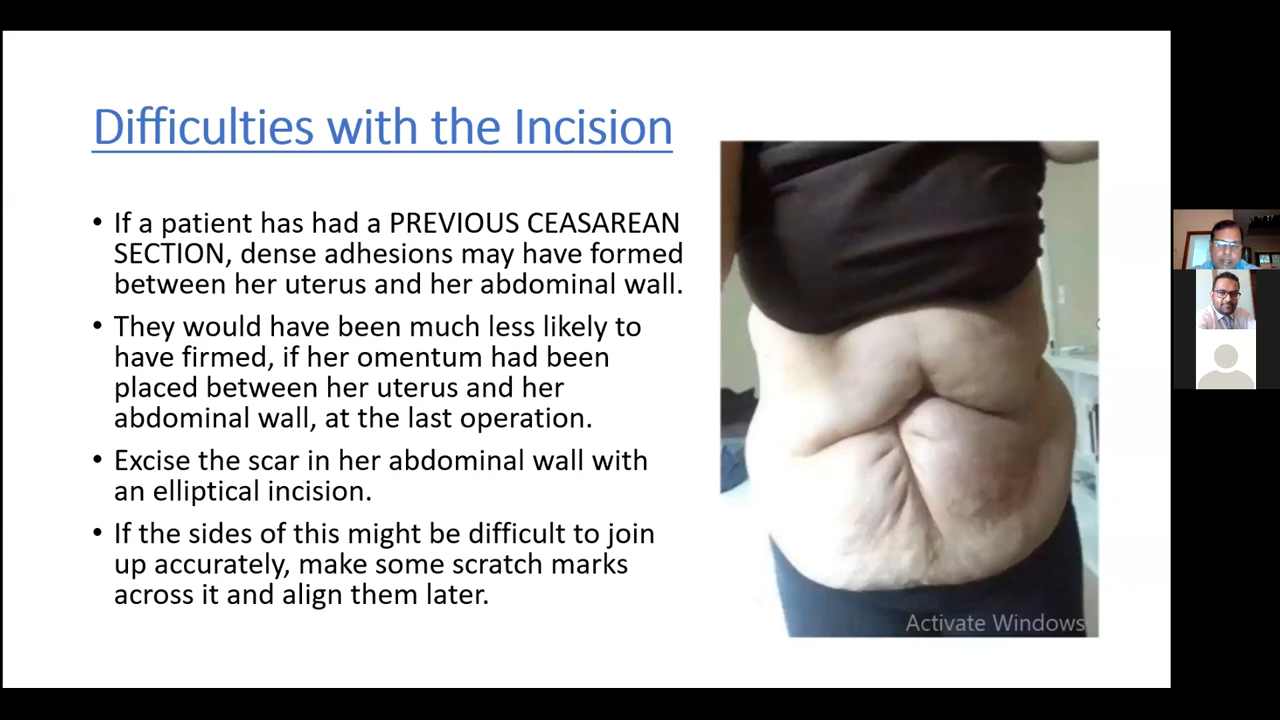 Difficulties with the Incision
• If a patient has had a PREVIOUS CEASAREAN
SECTION, dense adhesions may have formed
between her uterus and her abdominal wall.
• They would have been much less likely to
have firmed, if her omentum had been
placed between her uterus and her
abdominal wall, at the last operation.
• Excise the scar in her abdominal wall with
an elliptical incision.
• If the sides of this might be difficult to join
up accurately, make some scratch marks
across it and align them later.
Activate Windows